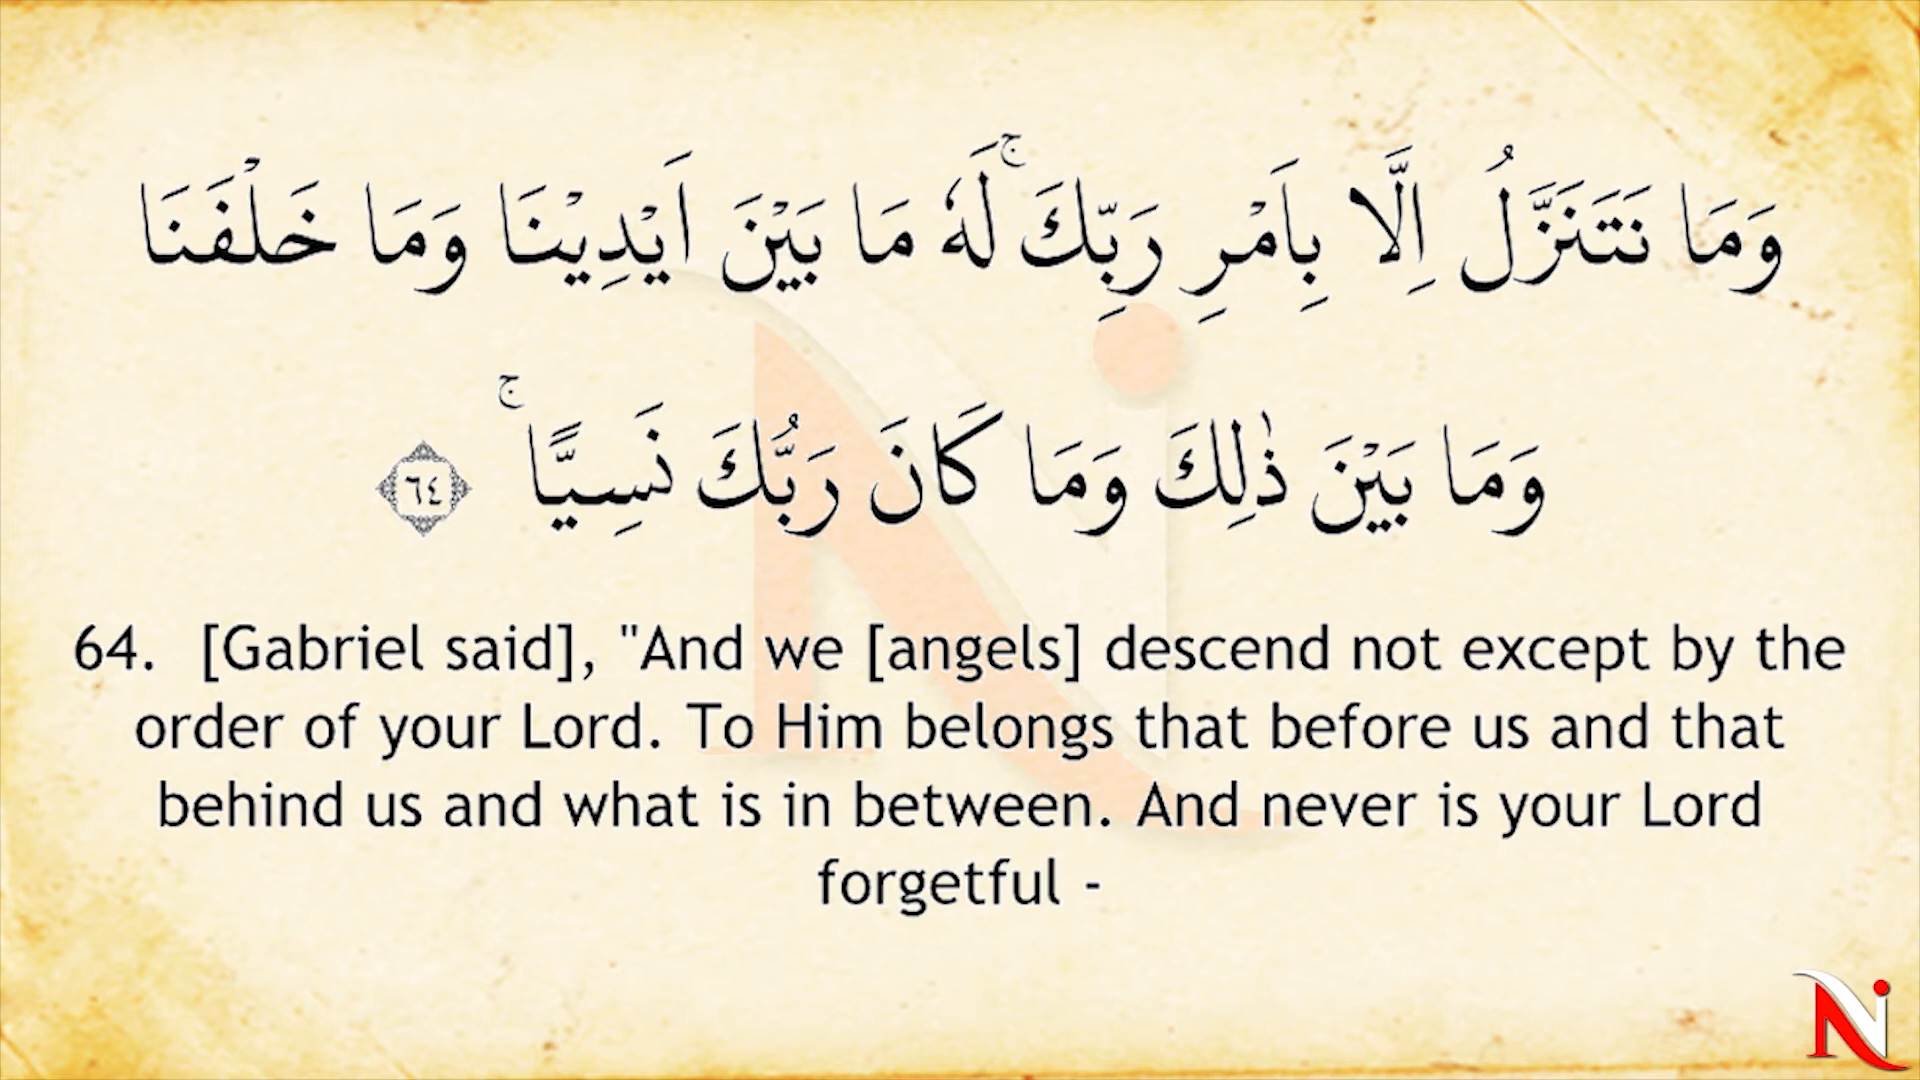 وَمَا نَتَنَزَّلُ اِلَّا بِاَمْرِ رَبِّكَ ۚ لَهٗ مَا بَيْنَ اَيْدِيْنَا وَمَا خَلْفَنَا
وَمَا بَيْنَ ذٰلِكَ وَمَا كَانَ رَبُّكَ نَسِيًّا ۚ ٦٤
64. [Gabriel said], "And we [angels] descend not except by the
order of your Lord. To Him belongs that before us and that
behind us and what is in between. And never is your Lord
forgetful -
Ni